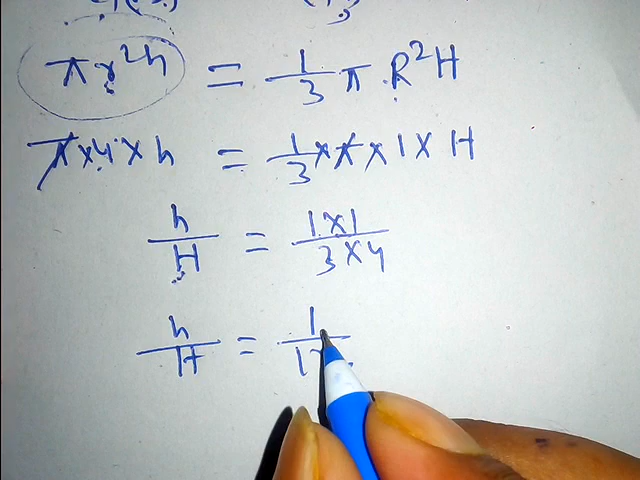 πr²h = 1/3 π R²H
π×4×h = 1/3 × π × 1 × H
h/H = 1×1/3×4
h/H = 1/12